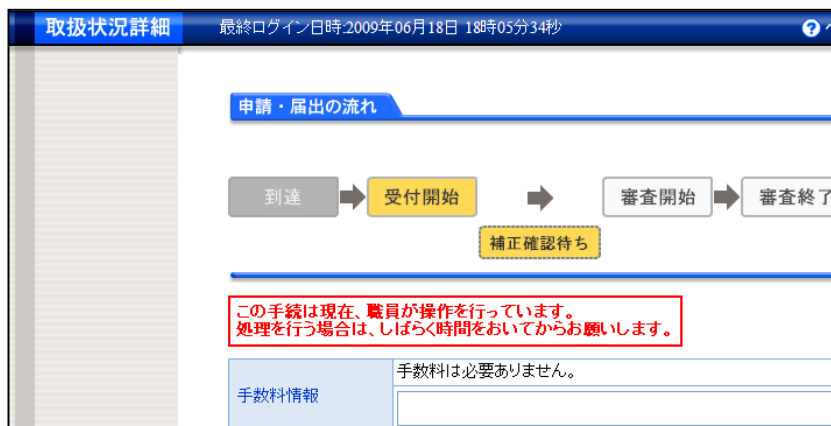 取扱状況詳細
最終ログイン日時:2009年06月18日 18時05分34秒
申請・届出の流れ
到達
受付開始
審査開始
審査終了
補正確認待ち
この手続は現在、職員が操作を行っています。
処理を行う場合は、しばらく時間をおいてからお願いします。
手数料情報
手数料は必要ありません。